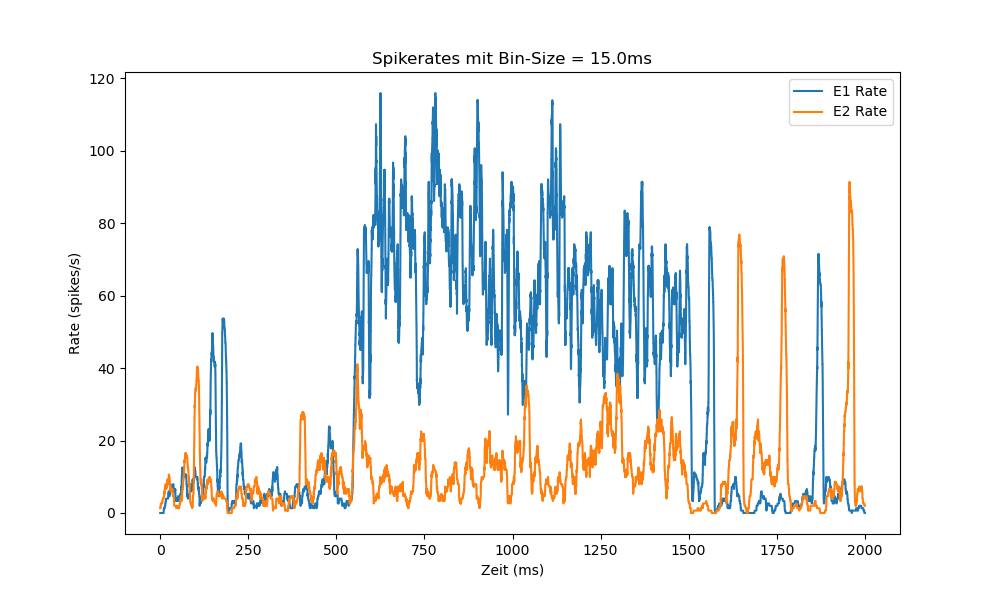 Spikerates mit Bin-Size = 15.0ms
E1 Rate
E2 Rate
Rate (spikes/s)
120
100
80
60
40
20
0
0 250 500 750 1000 1250 1500 1750 2000
Zeit (ms)